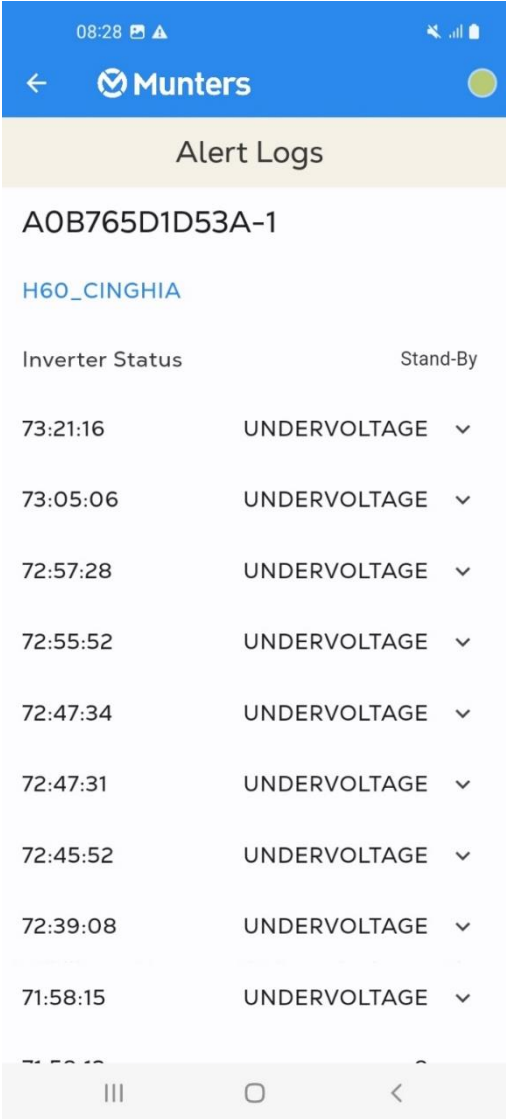 08:28
Munters
Alert Logs
A0B765D1D53A-1
H60_CINGHIA
Inverter Status Stand-By
73:21:16 UNDERVOLTAGE
73:05:06 UNDERVOLTAGE
72:57:28 UNDERVOLTAGE
72:55:52 UNDERVOLTAGE
72:47:34 UNDERVOLTAGE
72:47:31 UNDERVOLTAGE
72:45:52 UNDERVOLTAGE
72:39:08 UNDERVOLTAGE
71:58:15 UNDERVOLTAGE